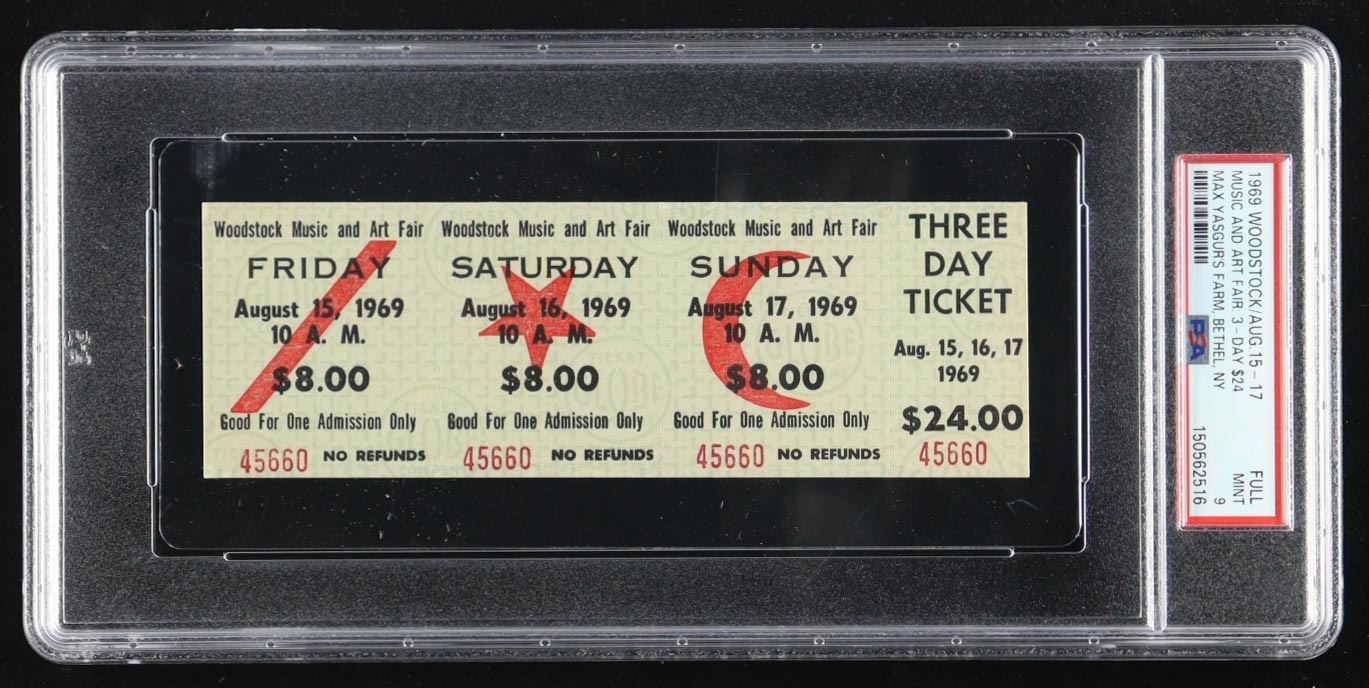 Woodstock Music and Art Fair
FRIDAY
August 15, 1969
10 A. M.
$8.00
Good For One Admission Only
45660 NO REFUNDS
Woodstock Music and Art Fair
SATURDAY
August 16, 1969
10 A. M.
$8.00
Good For One Admission Only
45660 NO REFUNDS
Woodstock Music and Art Fair
SUNDAY
August 17, 1969
10 A. M.
$8.00
Good For One Admission Only
45660 NO REFUNDS
THREE
DAY
TICKET
Aug. 15, 16, 17
1969
$24.00
45660
1969 WOODSTOCK/AUG.15-17 FULL
MUSIC AND ART FAIR: 3-DAY $24 MINT
MAX YASGUR'S FARM, BETHEL, NY 9
PSA
150562516
GLOBE